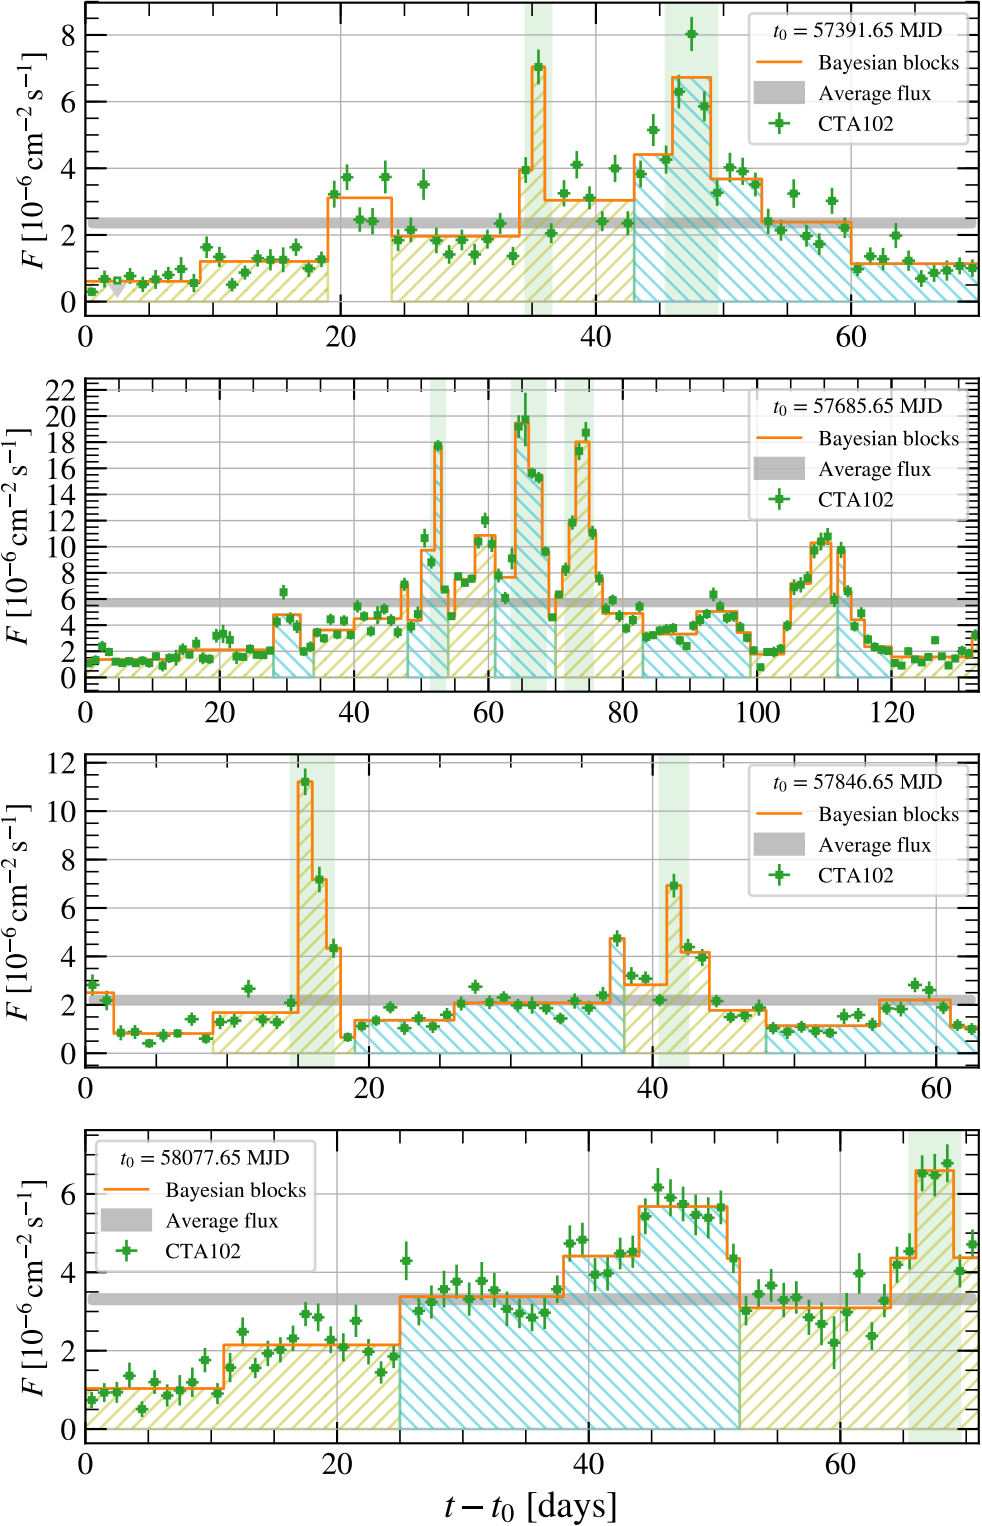 F [10⁻⁶ cm⁻² s⁻¹]
8
6
4
2
0
t₀ = 57391.65 MJD
Bayesian blocks
Average flux
CTA102
0 20 40 60
F [10⁻⁶ cm⁻² s⁻¹]
22
20
18
16
14
12
10
8
6
4
2
0
t₀ = 57685.65 MJD
Bayesian blocks
Average flux
CTA102
0 20 40 60 80 100 120
F [10⁻⁶ cm⁻² s⁻¹]
12
10
8
6
4
2
0
t₀ = 57846.65 MJD
Bayesian blocks
Average flux
CTA102
0 20 40 60
F [10⁻⁶ cm⁻² s⁻¹]
6
4
2
0
t₀ = 58077.65 MJD
Bayesian blocks
Average flux
CTA102
0 20 40 60
t − t₀ [days]